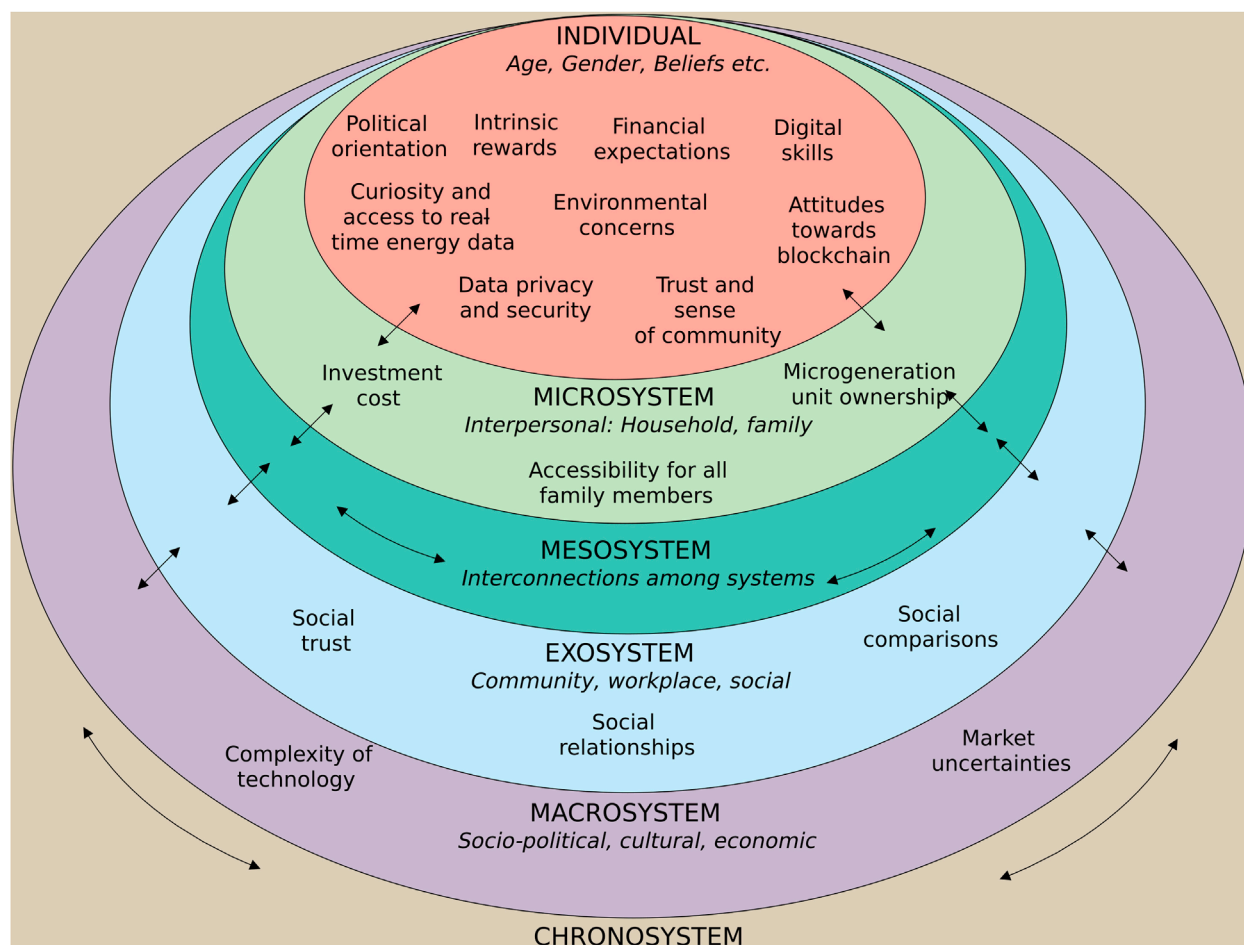 INDIVIDUAL
Age, Gender, Beliefs etc.
Political
orientation
Intrinsic
rewards
Financial
expectations
Digital
skills
Curiosity and
access to real-
time energy data
Environmental
concerns
Attitudes
towards
blockchain
Data privacy
and security
Trust and
sense
of community
Investment
cost
MICROSYSTEM
Interpersonal: Household, family
Microgeneration
unit ownership
Accessibility for all
family members
MESOSYSTEM
Interconnections among systems
Social
trust
EXOSYSTEM
Community, workplace, social
Social
comparisons
Social
relationships
Complexity of
technology
Market
uncertainties
MACROSYSTEM
Socio-political, cultural, economic
CHRONOSYSTEM